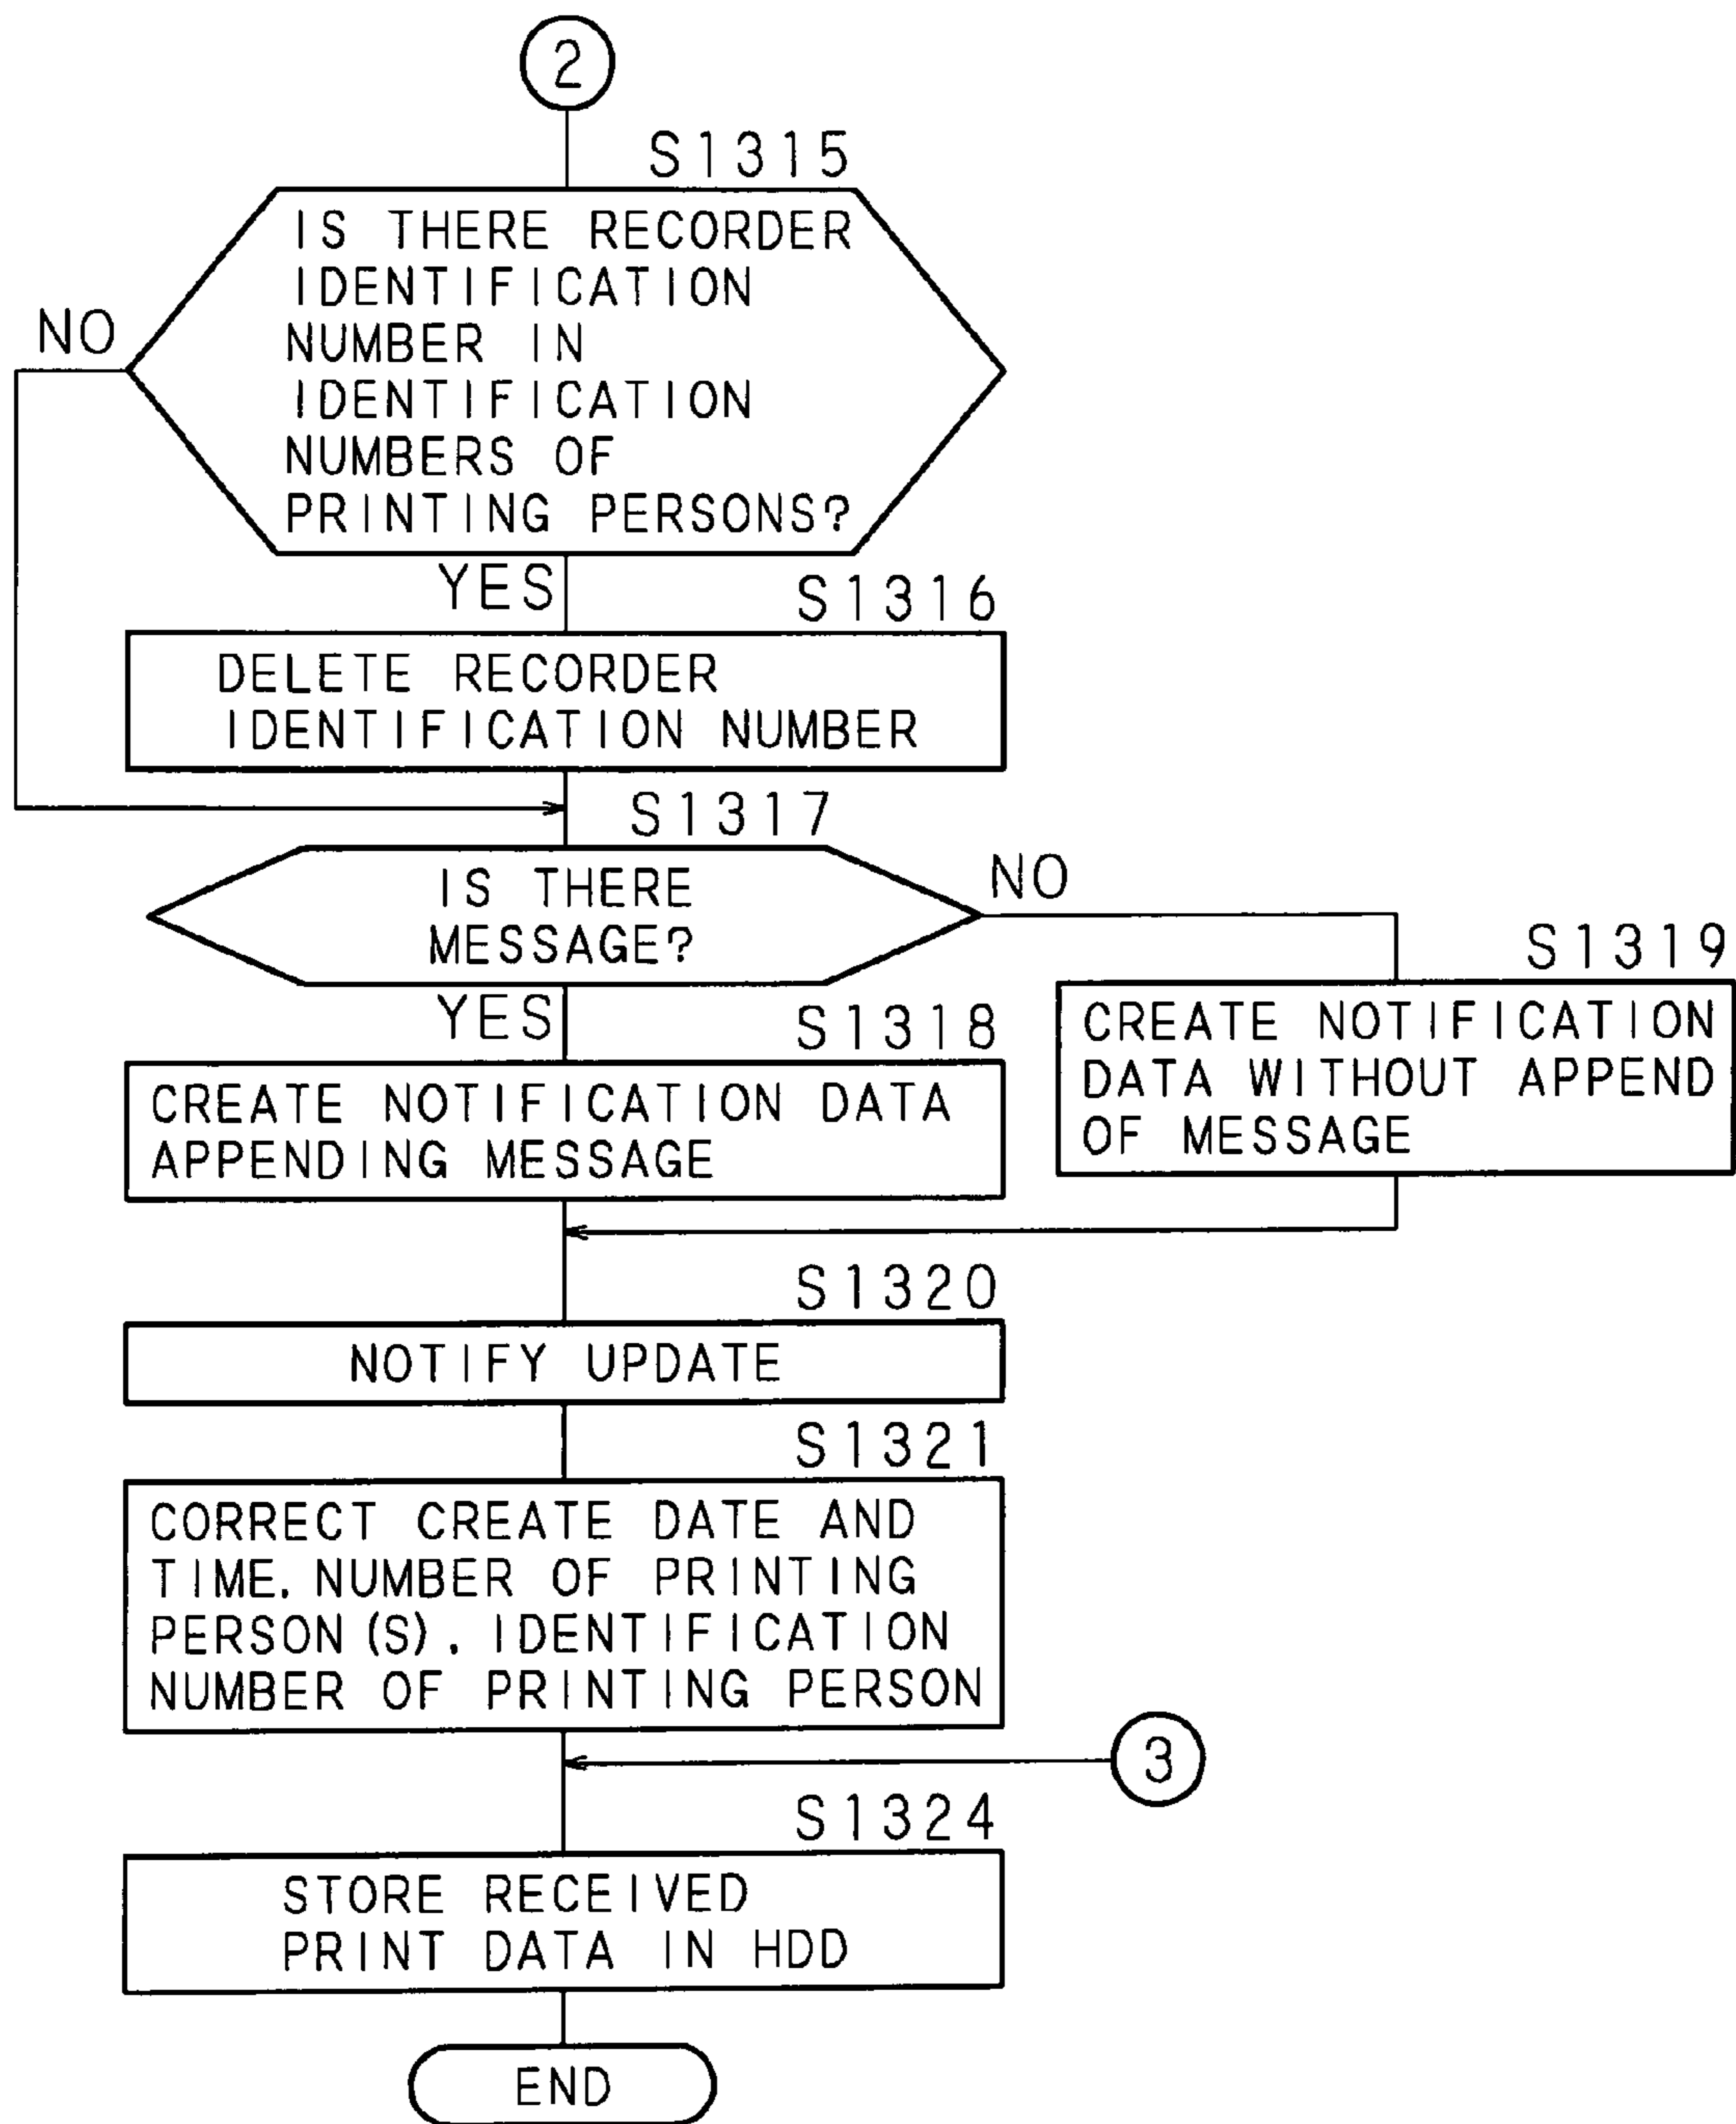 2
S1315
IS THERE RECORDER
IDENTIFICATION
NUMBER IN
IDENTIFICATION
NUMBERS OF
PRINTING PERSONS?
NO
YES
S1316
DELETE RECORDER
IDENTIFICATION NUMBER
S1317
IS THERE
MESSAGE?
NO
YES
S1318
CREATE NOTIFICATION DATA
APPENDING MESSAGE
S1319
CREATE NOTIFICATION
DATA WITHOUT APPEND
OF MESSAGE
S1320
NOTIFY UPDATE
S1321
CORRECT CREATE DATE AND
TIME, NUMBER OF PRINTING
PERSON(S), IDENTIFICATION
NUMBER OF PRINTING PERSON
3
S1324
STORE RECEIVED
PRINT DATA IN HDD
END